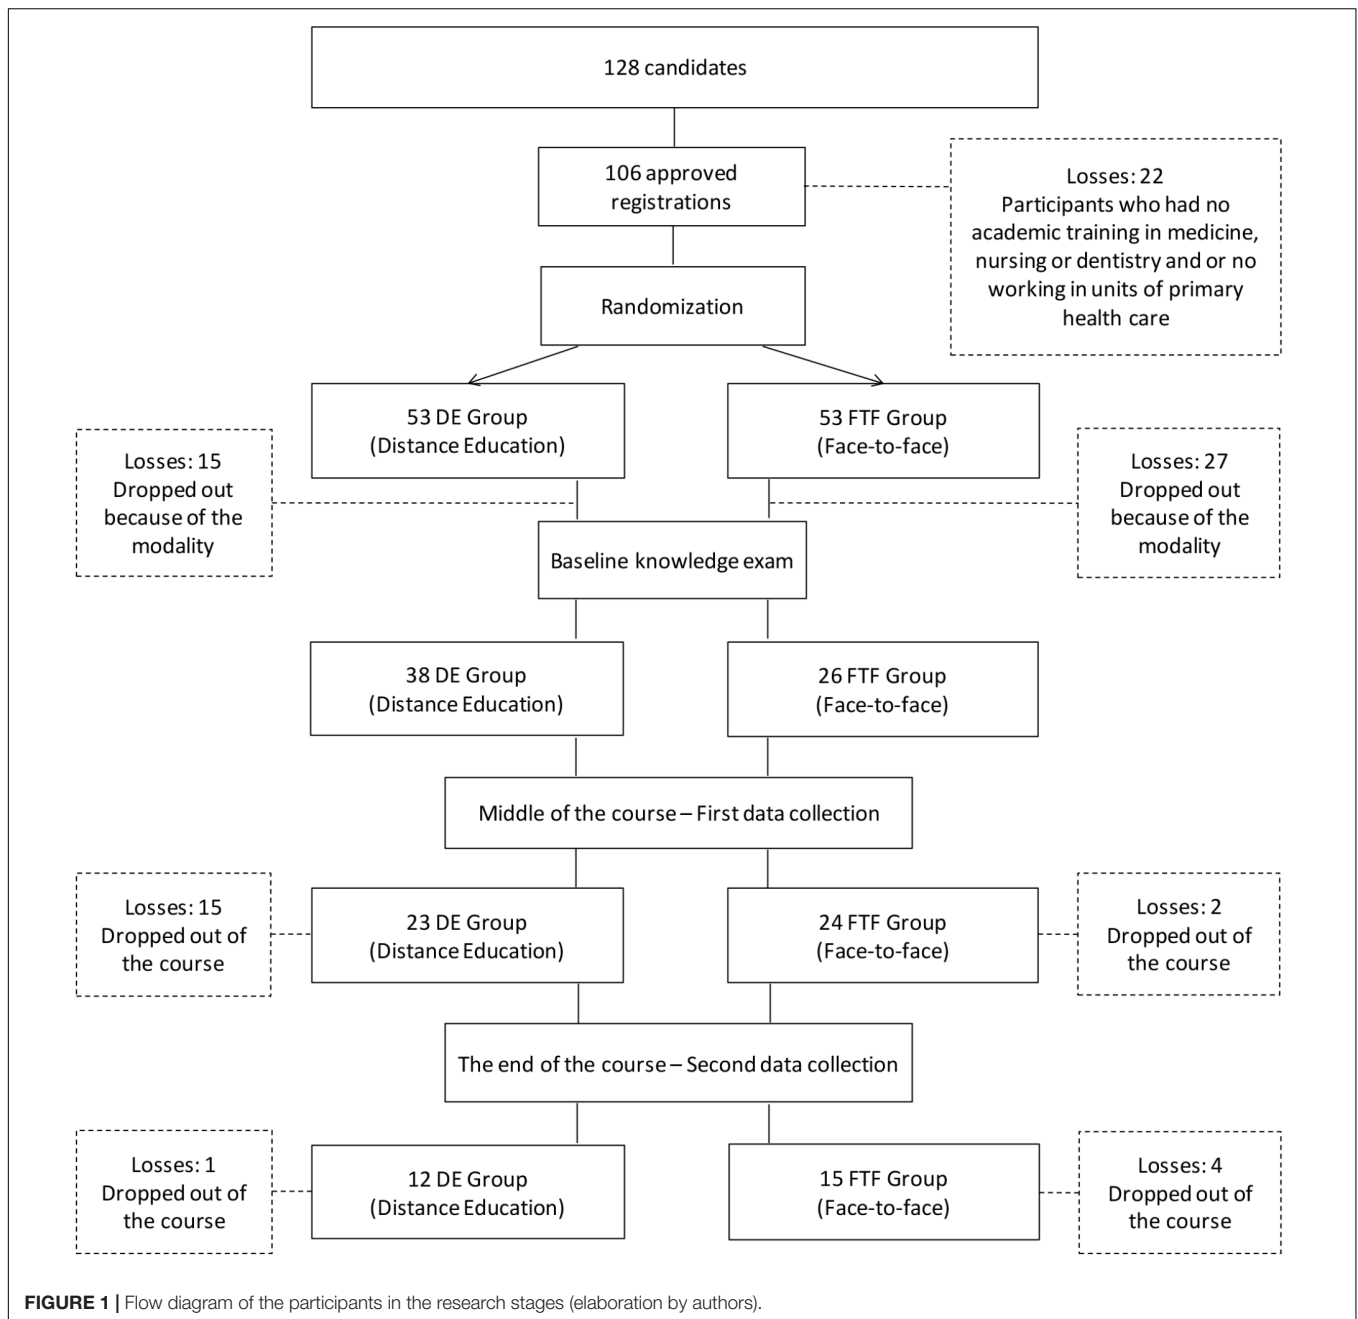 128 candidates
106 approved
registrations
Losses: 22
Participants who had no
academic training in medicine,
nursing or dentistry and or no
working in units of primary
health care
Randomization
53 DE Group
(Distance Education)
53 FTF Group
(Face-to-face)
Losses: 15
Dropped out
because of the
modality
Losses: 27
Dropped out
because of the
modality
Baseline knowledge exam
38 DE Group
(Distance Education)
26 FTF Group
(Face-to-face)
Middle of the course – First data collection
Losses: 15
Dropped out of
the course
23 DE Group
(Distance Education)
24 FTF Group
(Face-to-face)
Losses: 2
Dropped out of
the course
The end of the course – Second data collection
Losses: 1
Dropped out of
the course
12 DE Group
(Distance Education)
15 FTF Group
(Face-to-face)
Losses: 4
Dropped out of
the course
FIGURE 1 | Flow diagram of the participants in the research stages (elaboration by authors).